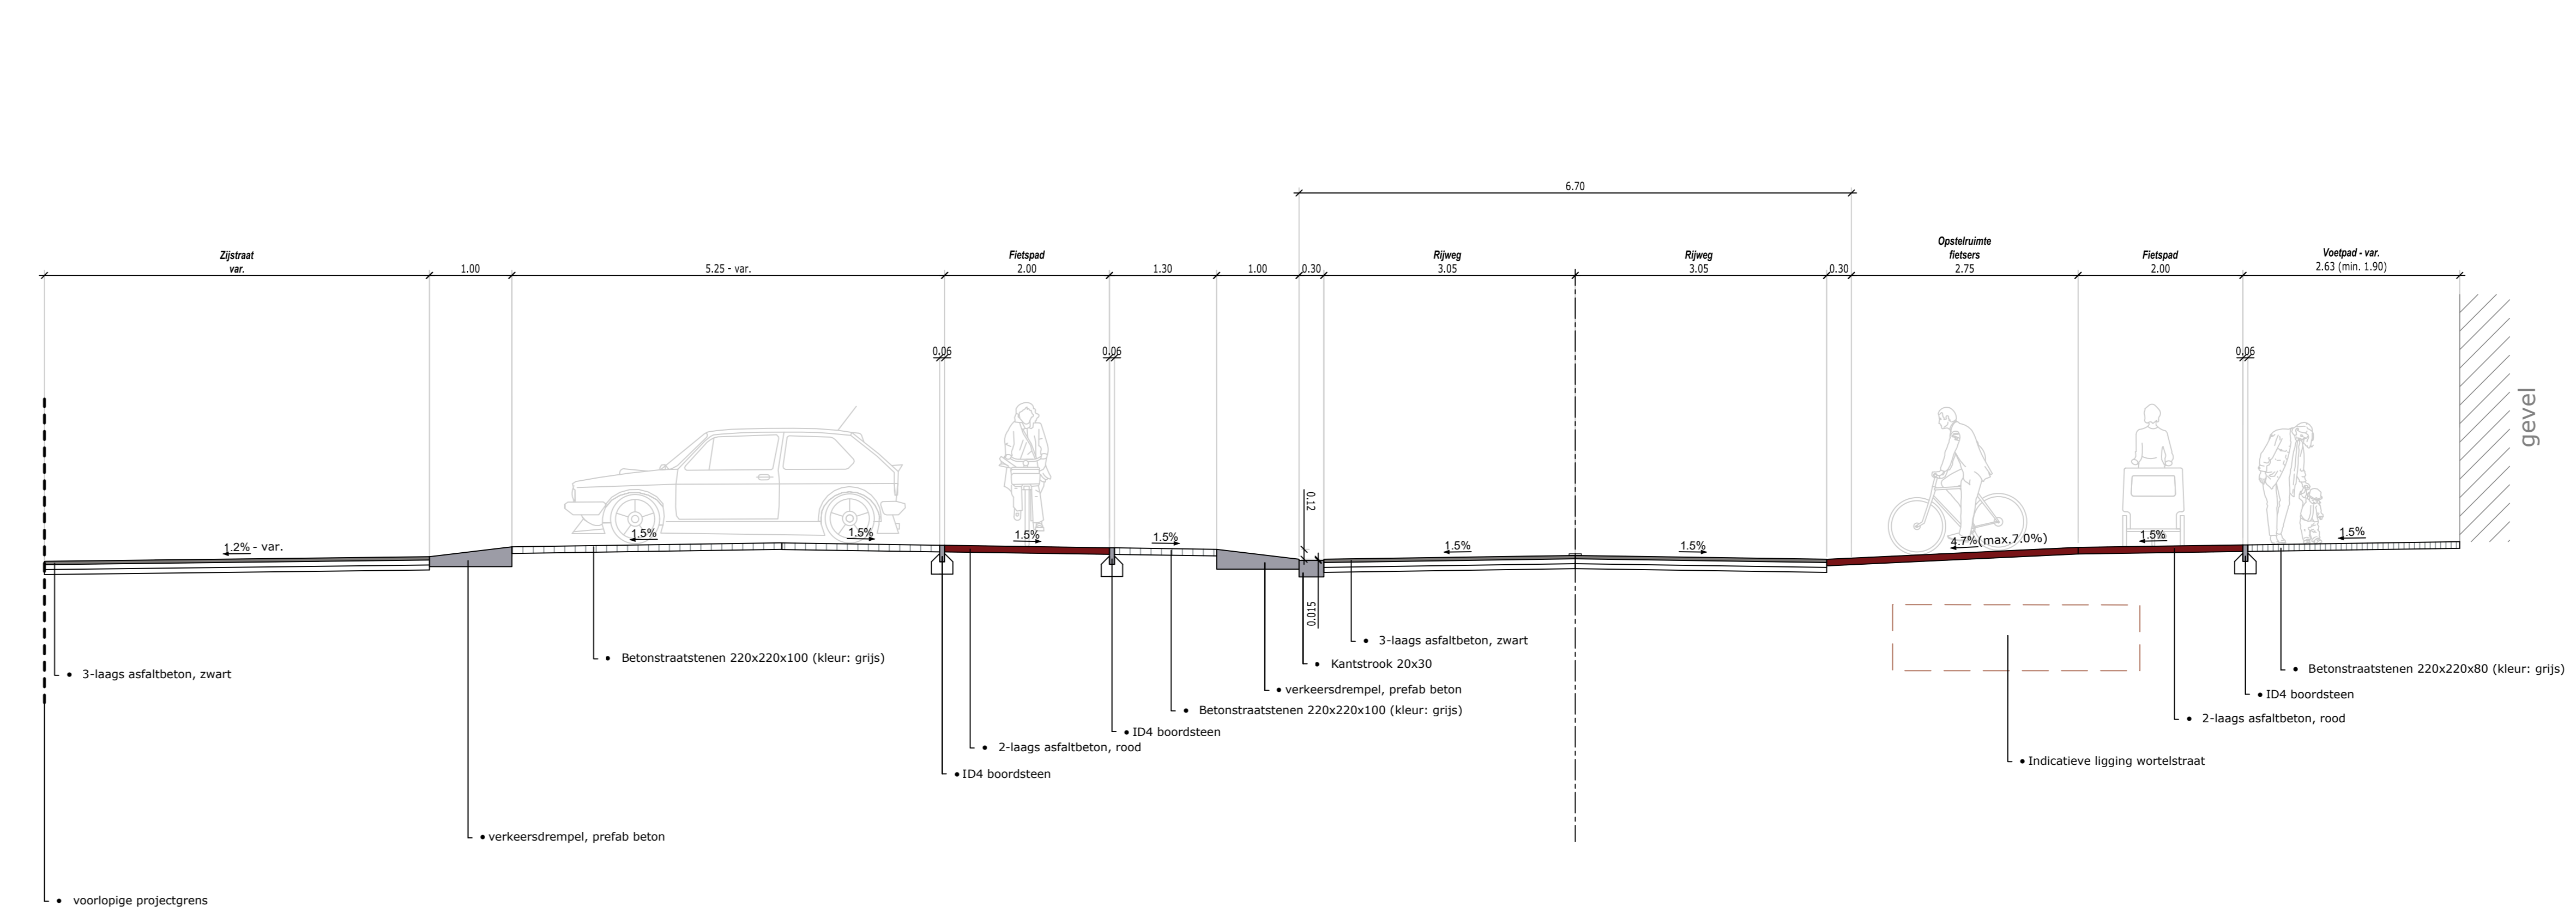 6.70
Zijstraat
var.
1.00
5.25 - var.
Fietspad
2.00
1.30
1.00
0.30
Rijweg
3.05
Rijweg
3.05
0.30
Opstelruimte
fietsers
2.75
Fietspad
2.00
Voetpad - var.
2.63 (min. 1.90)
0.06
0.06
0.06
gevel
0.12
1.2% - var.
1.5%
1.5%
1.5%
1.5%
1.5%
1.5%
4.7%(max.7.0%)
1.5%
1.5%
0.015
• 3-laags asfaltbeton, zwart
• Betonstraatstenen 220x220x100 (kleur: grijs)
• 3-laags asfaltbeton, zwart
• Kantstrook 20x30
• verkeersdrempel, prefab beton
• Betonstraatstenen 220x220x100 (kleur: grijs)
• ID4 boordsteen
• 2-laags asfaltbeton, rood
• ID4 boordsteen
• Betonstraatstenen 220x220x80 (kleur: grijs)
• ID4 boordsteen
• 2-laags asfaltbeton, rood
• Indicatieve ligging wortelstraat
• verkeersdrempel, prefab beton
• voorlopige projectgrens